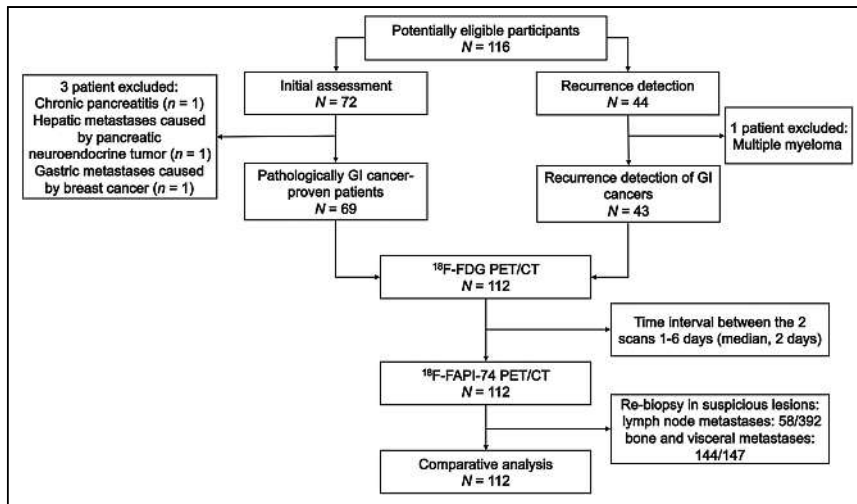 Potentially eligible participants
N = 116
3 patient excluded:
Chronic pancreatitis (n = 1)
Hepatic metastases caused
by pancreatic
neuroendocrine tumor (n = 1)
Gastric metastases caused
by breast cancer (n = 1)
Initial assessment
N = 72
Recurrence detection
N = 44
1 patient excluded:
Multiple myeloma
Pathologically GI cancer-
proven patients
N = 69
Recurrence detection of GI
cancers
N = 43
¹⁸F-FDG PET/CT
N = 112
Time interval between the 2
scans 1-6 days (median, 2 days)
¹⁸F-FAPI-74 PET/CT
N = 112
Re-biopsy in suspicious lesions:
lymph node metastases: 58/392
bone and visceral metastases:
144/147
Comparative analysis
N = 112